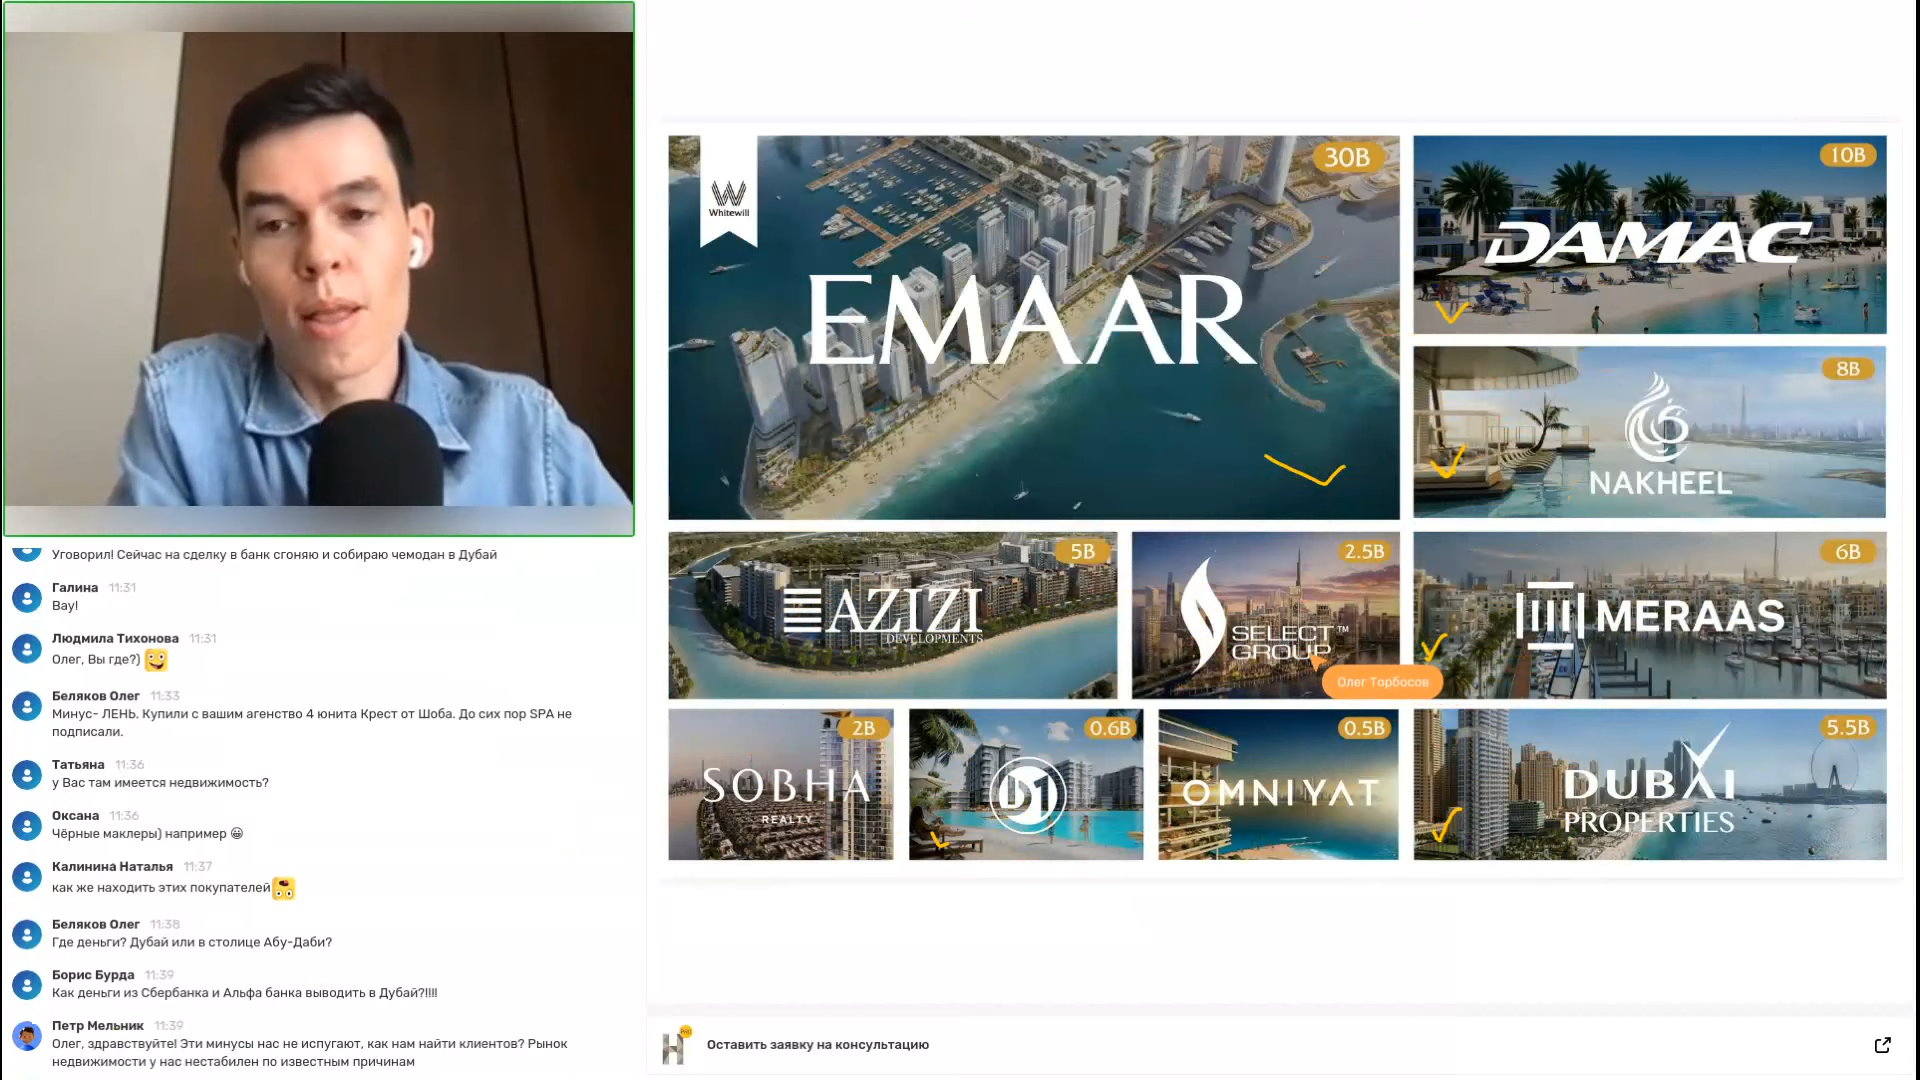 Уговорил! Сейчас на сделку в банк сгоняю и собираю чемодан в Дубай
Галина 11:31
Вау!
Людмила Тихонова 11:31
Олег, Вы где?)
Беляков Олег 11:33
Минус- ЛЕНЬ. Купили с вашим агенство 4 юнита Крест от Шоба. До сих пор SPA не
подписали.
Татьяна 11:36
у Вас там имеется недвижимость?
Оксана 11:36
Чёрные маклеры) например 😀
Калинина Наталья 11:37
как же находить этих покупателей
Беляков Олег 11:38
Где деньги? Дубай или в столице Абу-Даби?
Борис Бурда 11:39
Как деньги из Сбербанка и Альфа банка выводить в Дубай?!!!!
Петр Мельник 11:39
Олег, здравствуйте! Эти минусы нас не испугают, как нам найти клиентов? Рынок
недвижимости у нас нестабилен по известным причинам
W
Whitewill
30B
EMAAR
10B
DAMAC
8B
NAKHEEL
5B
AZIZI
DEVELOPMENTS
2.5B
SELECT™
GROUP
Олег Торбосов
6B
MERAAS
2B
SOBHA
REALTY
0.6B
D1
0.5B
OMNIYAT
5.5B
DUBAI
PROPERTIES
H
PRO
Оставить заявку на консультацию